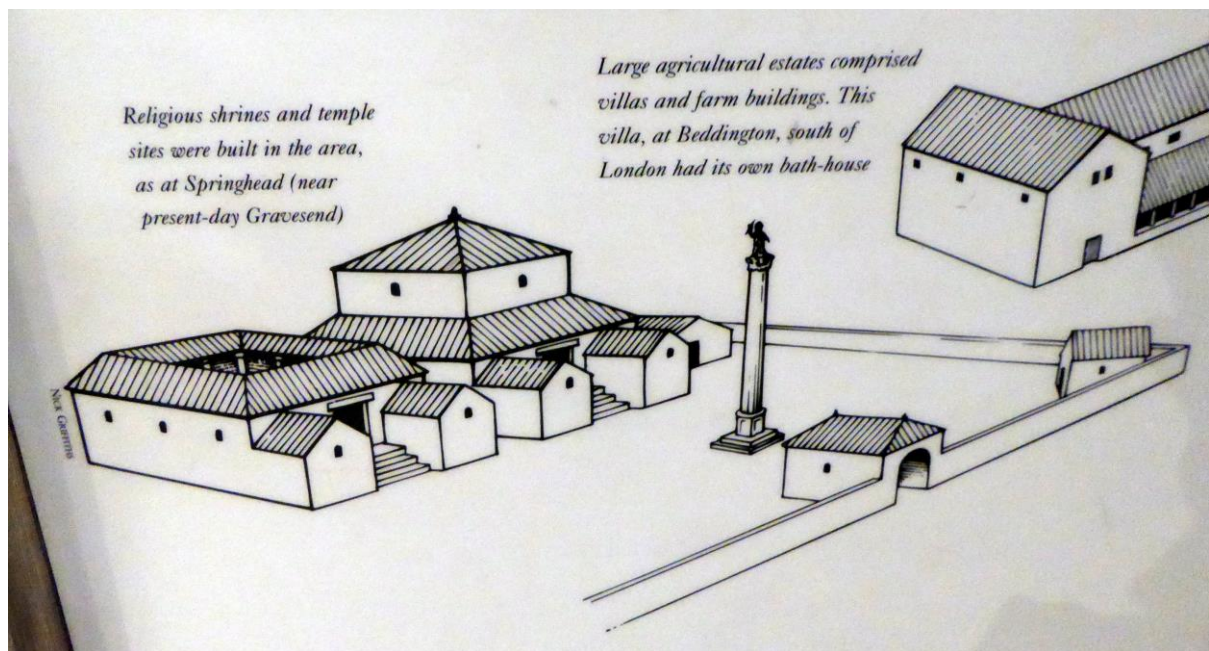 Religious shrines and temple
sites were built in the area,
as at Springhead (near
present-day Gravesend)
Large agricultural estates comprised
villas and farm buildings. This
villa, at Beddington, south of
London had its own bath-house
NICK GRIFFITHS